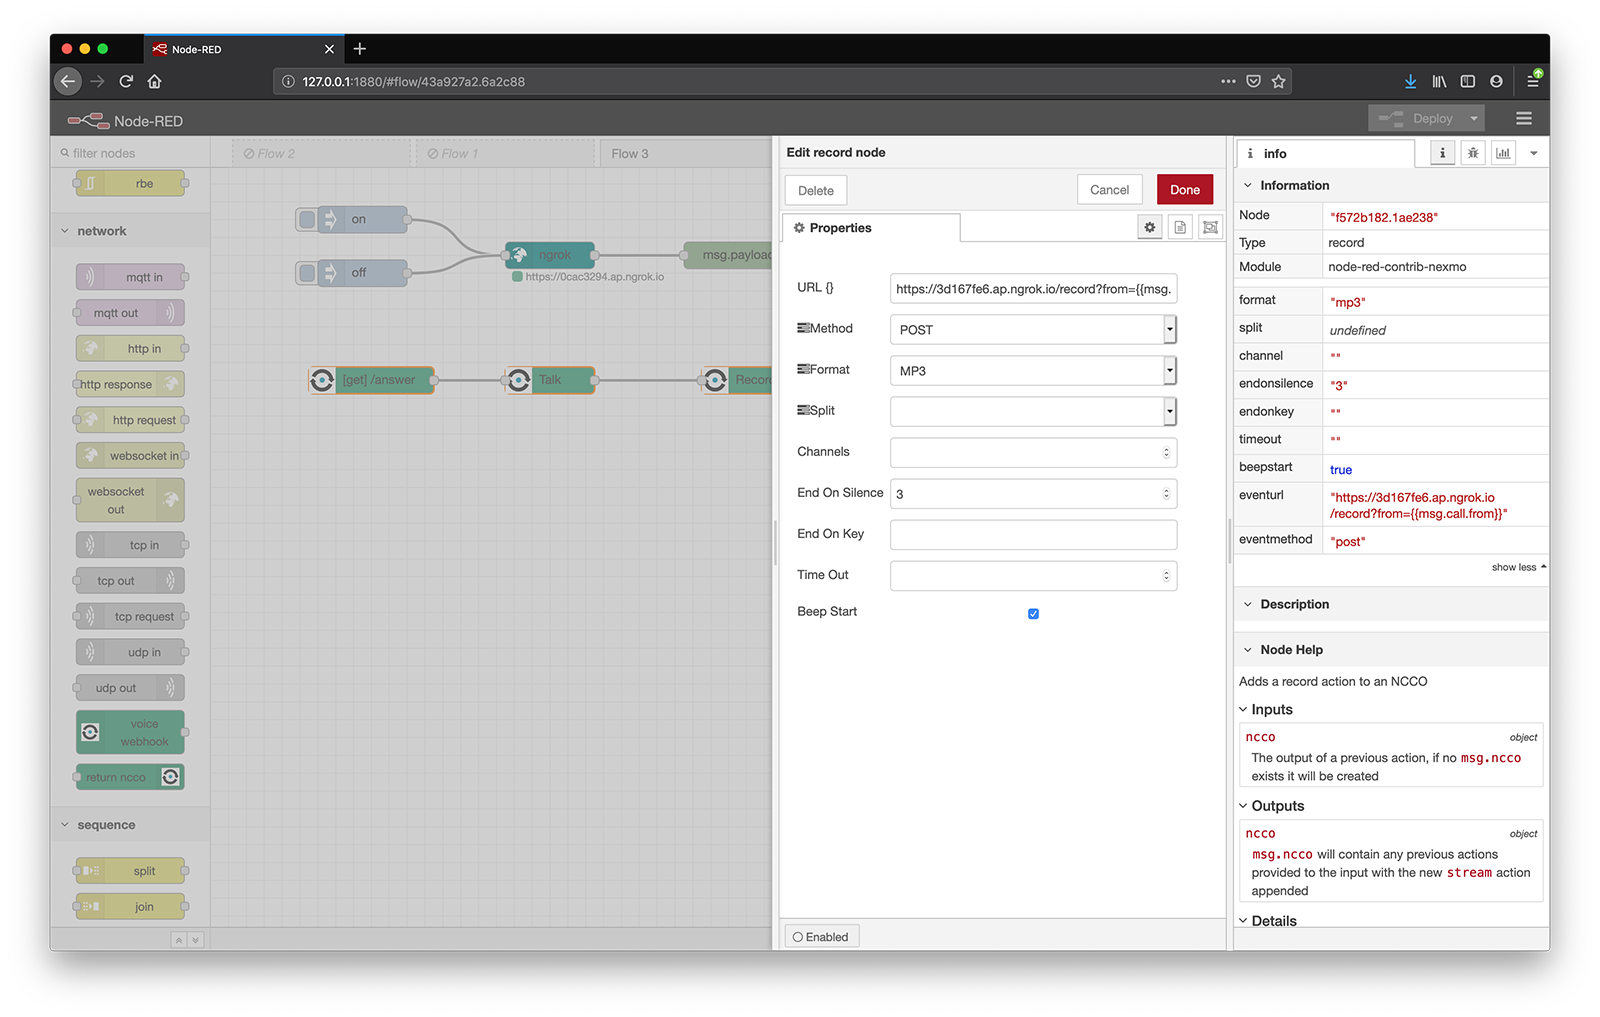 Node-RED
127.0.0.1:1880/#flow/43a927a2.6a2c88
Node-RED
Deploy
filter nodes
rbe
network
mqtt in
mqtt out
http in
http response
http request
websocket in
websocket
out
tcp in
tcp out
tcp request
udp in
udp out
voice
webhook
return ncco
sequence
split
join
Flow 2
Flow 1
Flow 3
on
off
ngrok
https://0cac3294.ap.ngrok.io
msg.payload
[get] /answer
Talk
Record
Edit record node
Delete
Cancel
Done
Properties
URL {}
https://3d167fe6.ap.ngrok.io/record?from={{msg.
Method
POST
Format
MP3
Split
Channels
End On Silence
3
End On Key
Time Out
Beep Start
Enabled
i info
i
Information
Node "f572b182.1ae238"
Type record
Module node-red-contrib-nexmo
format "mp3"
split undefined
channel ""
endonsilence "3"
endonkey ""
timeout ""
beepstart true
eventurl "https://3d167fe6.ap.ngrok.io
/record?from={{msg.call.from}}"
eventmethod "post"
show less
Description
Node Help
Adds a record action to an NCCO
Inputs
ncco object
The output of a previous action, if no msg.ncco
exists it will be created
Outputs
ncco object
msg.ncco will contain any previous actions
provided to the input with the new stream action
appended
Details